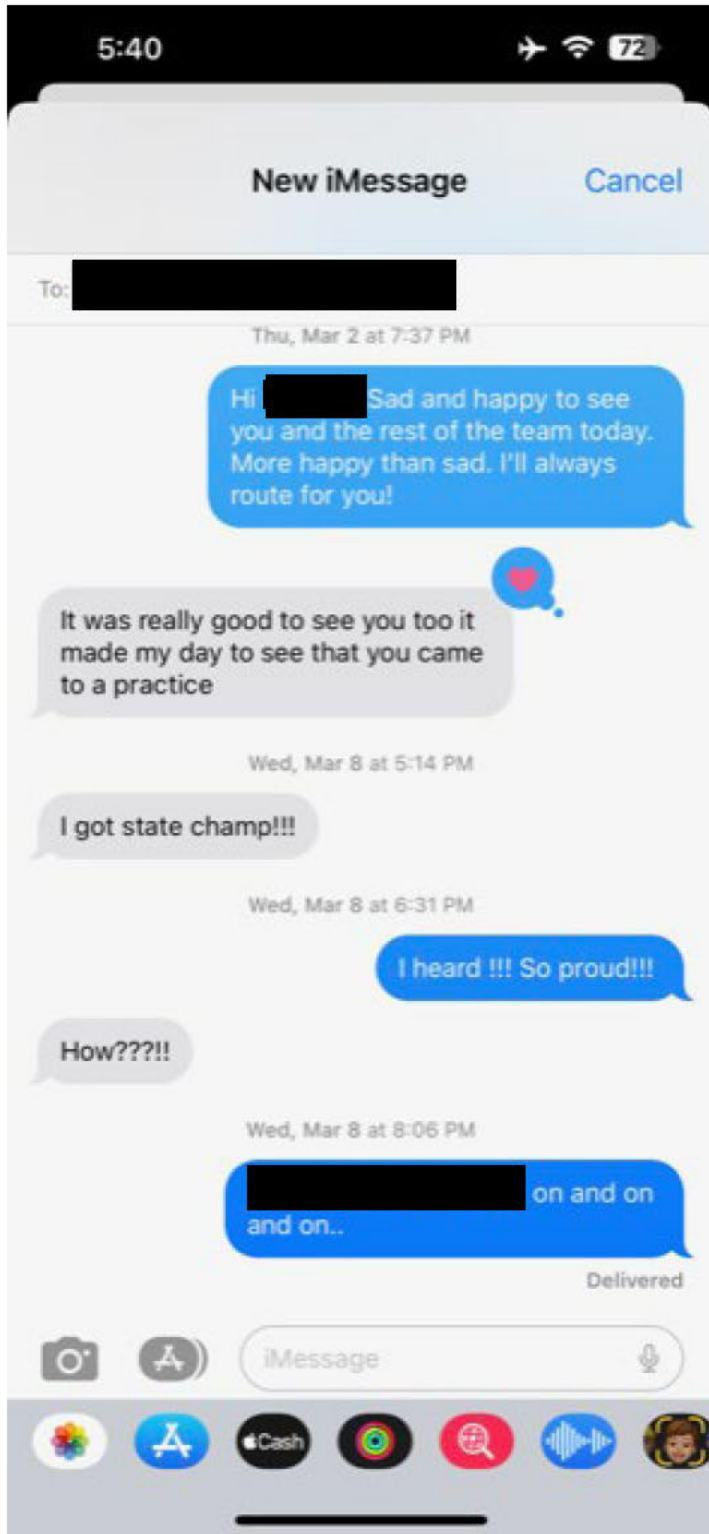 5:40
72
New iMessage
Cancel
To:
Thu, Mar 2 at 7:37 PM
Hi Sad and happy to see
you and the rest of the team today.
More happy than sad. I'll always
route for you!
It was really good to see you too it
made my day to see that you came
to a practice
Wed, Mar 8 at 5:14 PM
I got state champ!!!
Wed, Mar 8 at 6:31 PM
I heard !!! So proud!!!
How???!!
Wed, Mar 8 at 8:06 PM
on and on
and on..
Delivered
iMessage
Cash